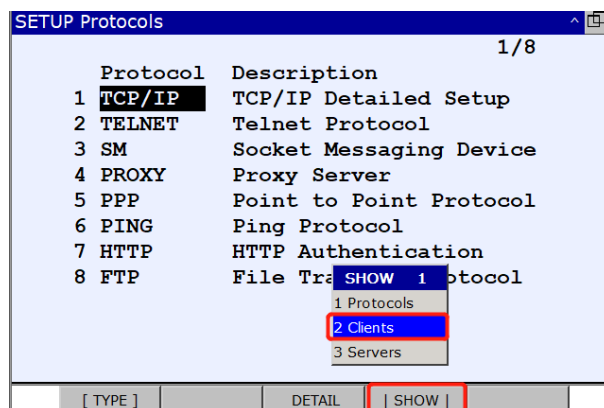 SETUP Protocols
1/8
Protocol Description
1 TCP/IP TCP/IP Detailed Setup
2 TELNET Telnet Protocol
3 SM Socket Messaging Device
4 PROXY Proxy Server
5 PPP Point to Point Protocol
6 PING Ping Protocol
7 HTTP HTTP Authentication
8 FTP File Tra otocol
SHOW 1
1 Protocols
2 Clients
3 Servers
[ TYPE ] DETAIL | SHOW |